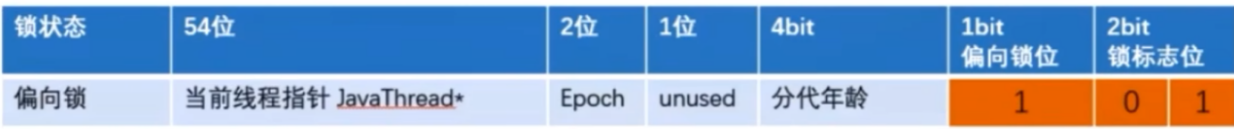 锁状态 54位 2位 1位 4bit 1bit 2bit
偏向锁位 锁标志位
偏向锁 当前线程指针 JavaThread* Epoch unused 分代年龄 1 0 1